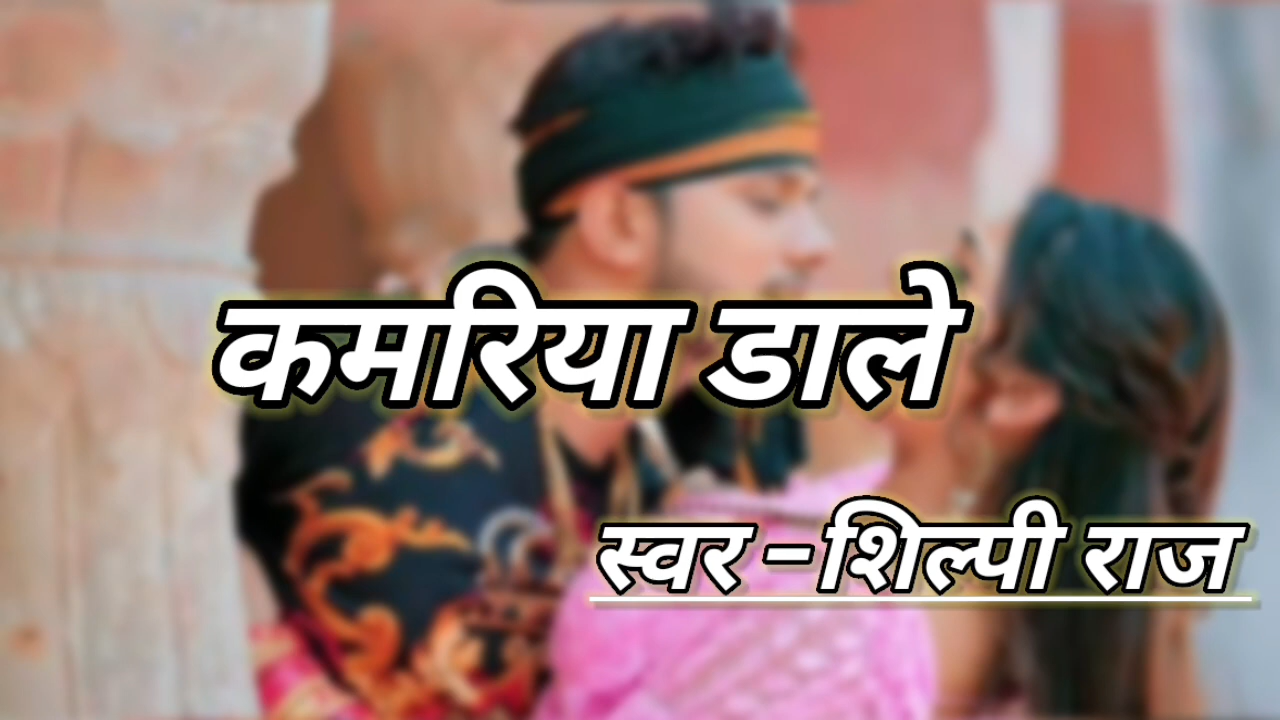 कमरिया डाले
स्वर - शिल्पी राज